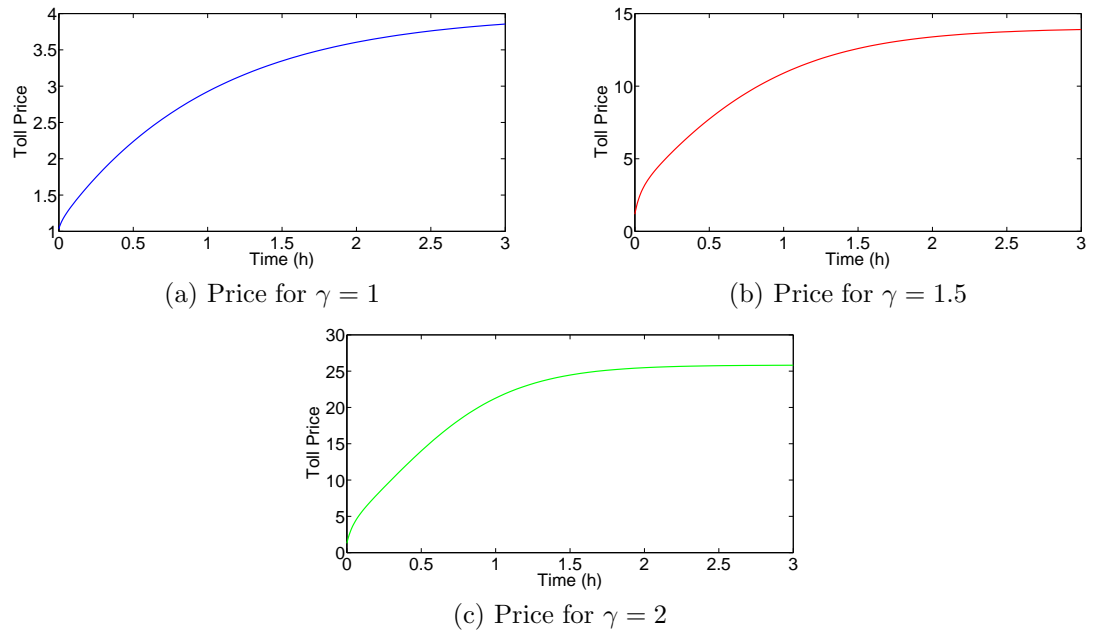 4
3.5
3
2.5
2
1.5
1
Toll Price
0 0.5 1 1.5 2 2.5 3
Time (h)
(a) Price for γ = 1
15
10
5
0
Toll Price
0 0.5 1 1.5 2 2.5 3
Time (h)
(b) Price for γ = 1.5
30
25
20
15
10
5
0
Toll Price
0 0.5 1 1.5 2 2.5 3
Time (h)
(c) Price for γ = 2